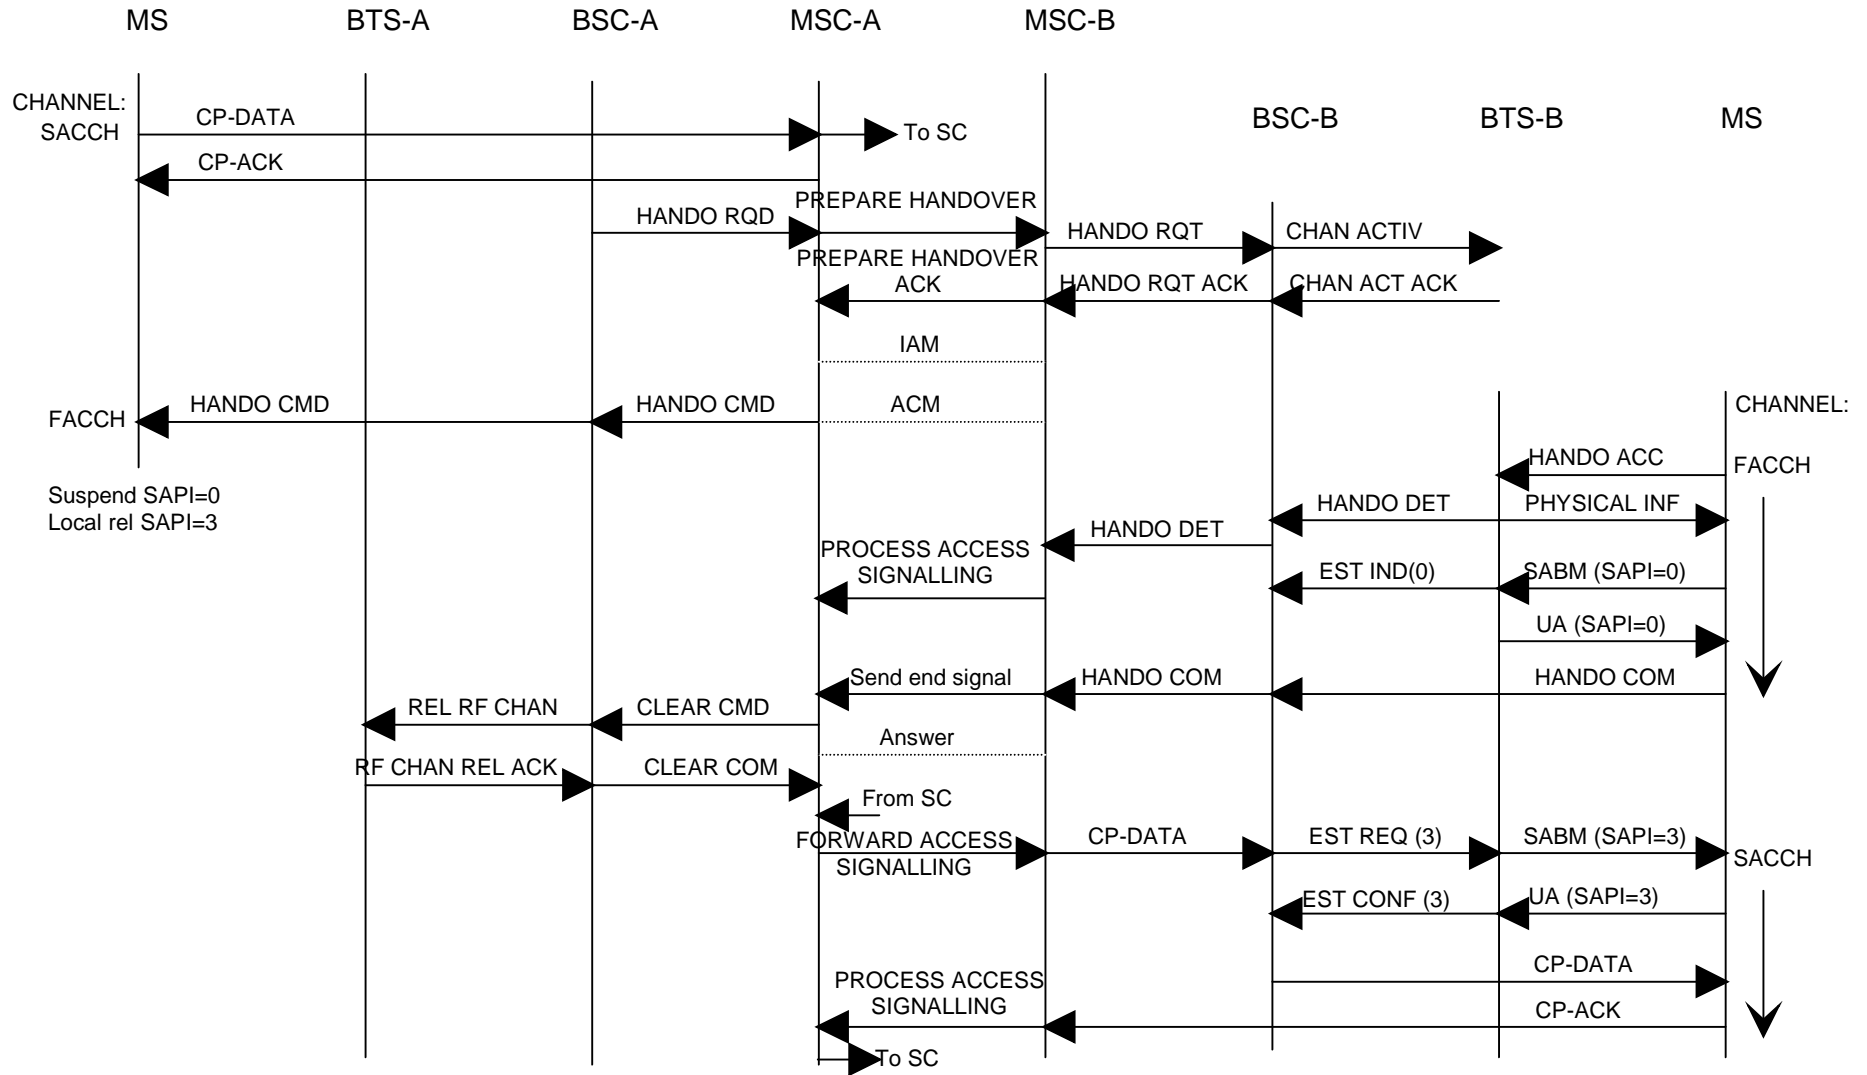 MS BTS-A BSC-A MSC-A MSC-B
CHANNEL:
SACCH CP-DATA To SC
BSC-B BTS-B MS
CP-ACK
PREPARE HANDOVER
HANDO RQD
HANDO RQT CHAN ACTIV
PREPARE HANDOVER
ACK HANDO RQT ACK CHAN ACT ACK
IAM
HANDO CMD HANDO CMD ACM CHANNEL:
FACCH
HANDO ACC FACCH
Suspend SAPI=0
Local rel SAPI=3
HANDO DET PHYSICAL INF
HANDO DET
PROCESS ACCESS
SIGNALLING EST IND(0) SABM (SAPI=0)
UA (SAPI=0)
Send end signal HANDO COM HANDO COM
REL RF CHAN CLEAR CMD
Answer
RF CHAN REL ACK CLEAR COM
From SC
FORWARD ACCESS CP-DATA EST REQ (3) SABM (SAPI=3)
SIGNALLING SACCH
EST CONF (3) UA (SAPI=3)
CP-DATA
PROCESS ACCESS
SIGNALLING CP-ACK
To SC